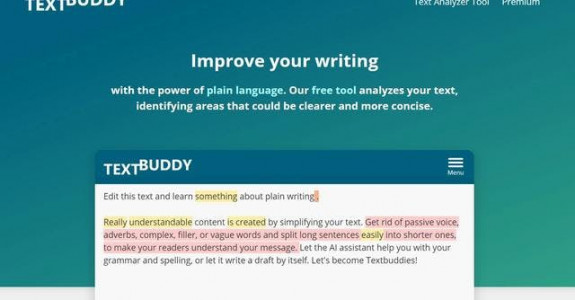 TEXTBUDDY
Text Analyzer Tool Premium
Improve your writing
with the power of plain language. Our free tool analyzes your text,
identifying areas that could be clearer and more concise.
TEXTBUDDY
Menu
Edit this text and learn something about plain writing.
Really understandable content is created by simplifying your text. Get rid of passive voice,
adverbs, complex, filler, or vague words and split long sentences easily into shorter ones,
to make your readers understand your message. Let the AI assistant help you with your
grammar and spelling, or let it write a draft by itself. Let's become Textbuddies!